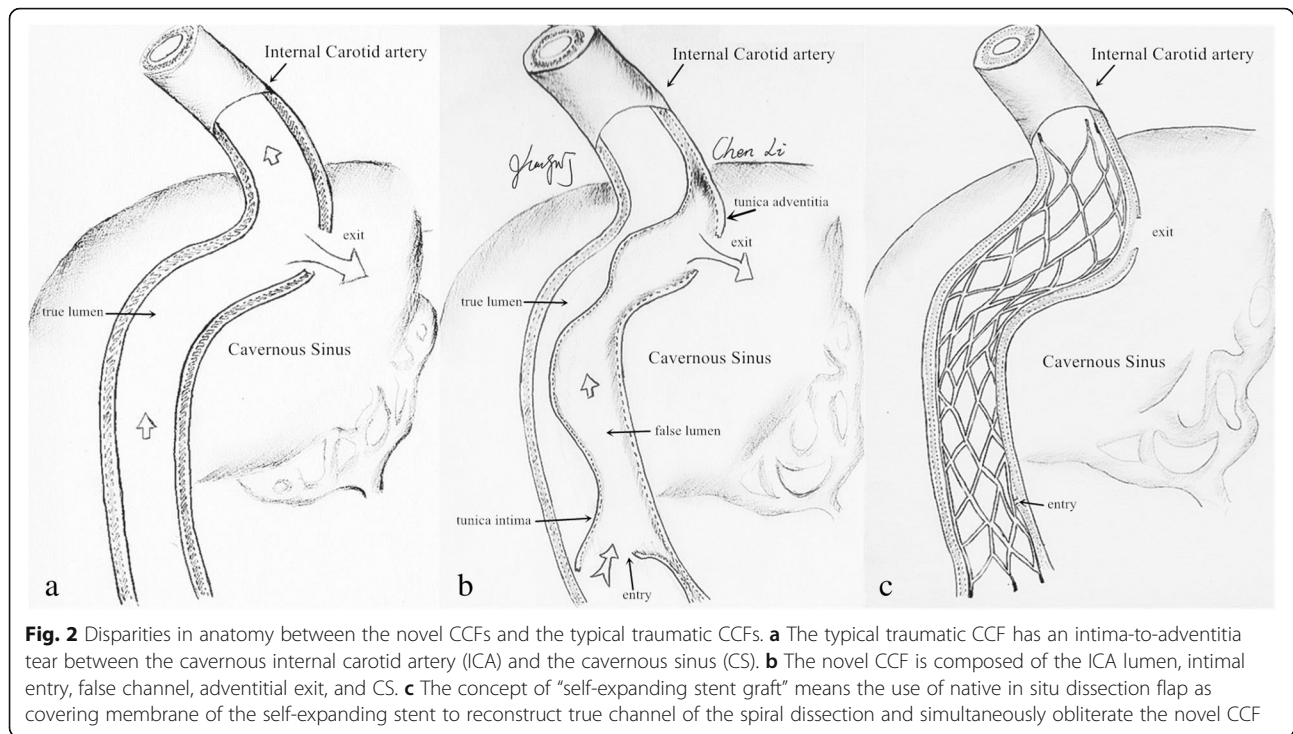 Internal Carotid artery
exit
true lumen
Cavernous Sinus
a
Internal Carotid artery
Chen Li
tunica adventitia
exit
true lumen
Cavernous Sinus
false lumen
tunica intima
entry
b
Internal Carotid artery
exit
Cavernous Sinus
entry
c
Fig. 2 Disparities in anatomy between the novel CCFs and the typical traumatic CCFs. a The typical traumatic CCF has an intima-to-adventitia
tear between the cavernous internal carotid artery (ICA) and the cavernous sinus (CS). b The novel CCF is composed of the ICA lumen, intimal
entry, false channel, adventitial exit, and CS. c The concept of “self-expanding stent graft” means the use of native in situ dissection flap as
covering membrane of the self-expanding stent to reconstruct true channel of the spiral dissection and simultaneously obliterate the novel CCF